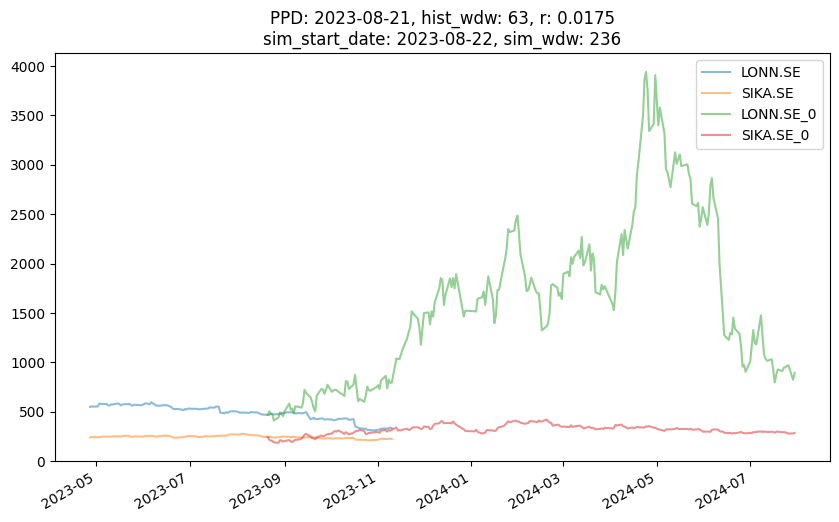 PPD: 2023-08-21, hist_wdw: 63, r: 0.0175
sim_start_date: 2023-08-22, sim_wdw: 236
4000
3500
3000
2500
2000
1500
1000
500
0
LONN.SE
SIKA.SE
LONN.SE_0
SIKA.SE_0
2023-05
2023-07
2023-09
2023-11
2024-01
2024-03
2024-05
2024-07